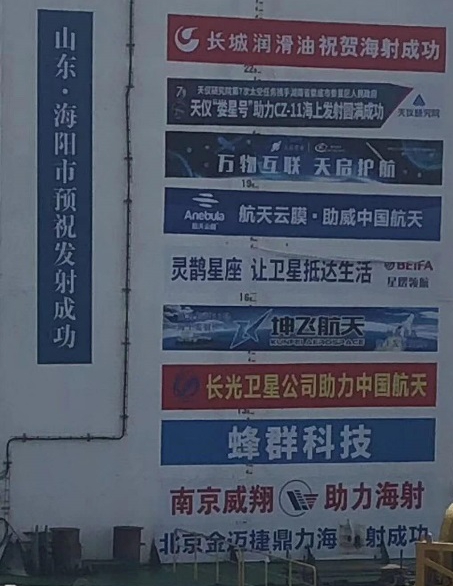 山东·海阳市预祝发射成功
长城润滑油祝贺海射成功
天仪"娄星号"助力CZ-11海上发射圆满成功
天仪研究院
万物互联 天启护航
Anebula
航天云膜·助威中国航天
灵鹊星座 让卫星抵达生活
BEIFA
星熠领航
坤飞航天
KUNFEI AEROSPACE
长光卫星公司助力中国航天
蜂群科技
南京威翔 助力海射
北京金迈捷鼎力海 射成功